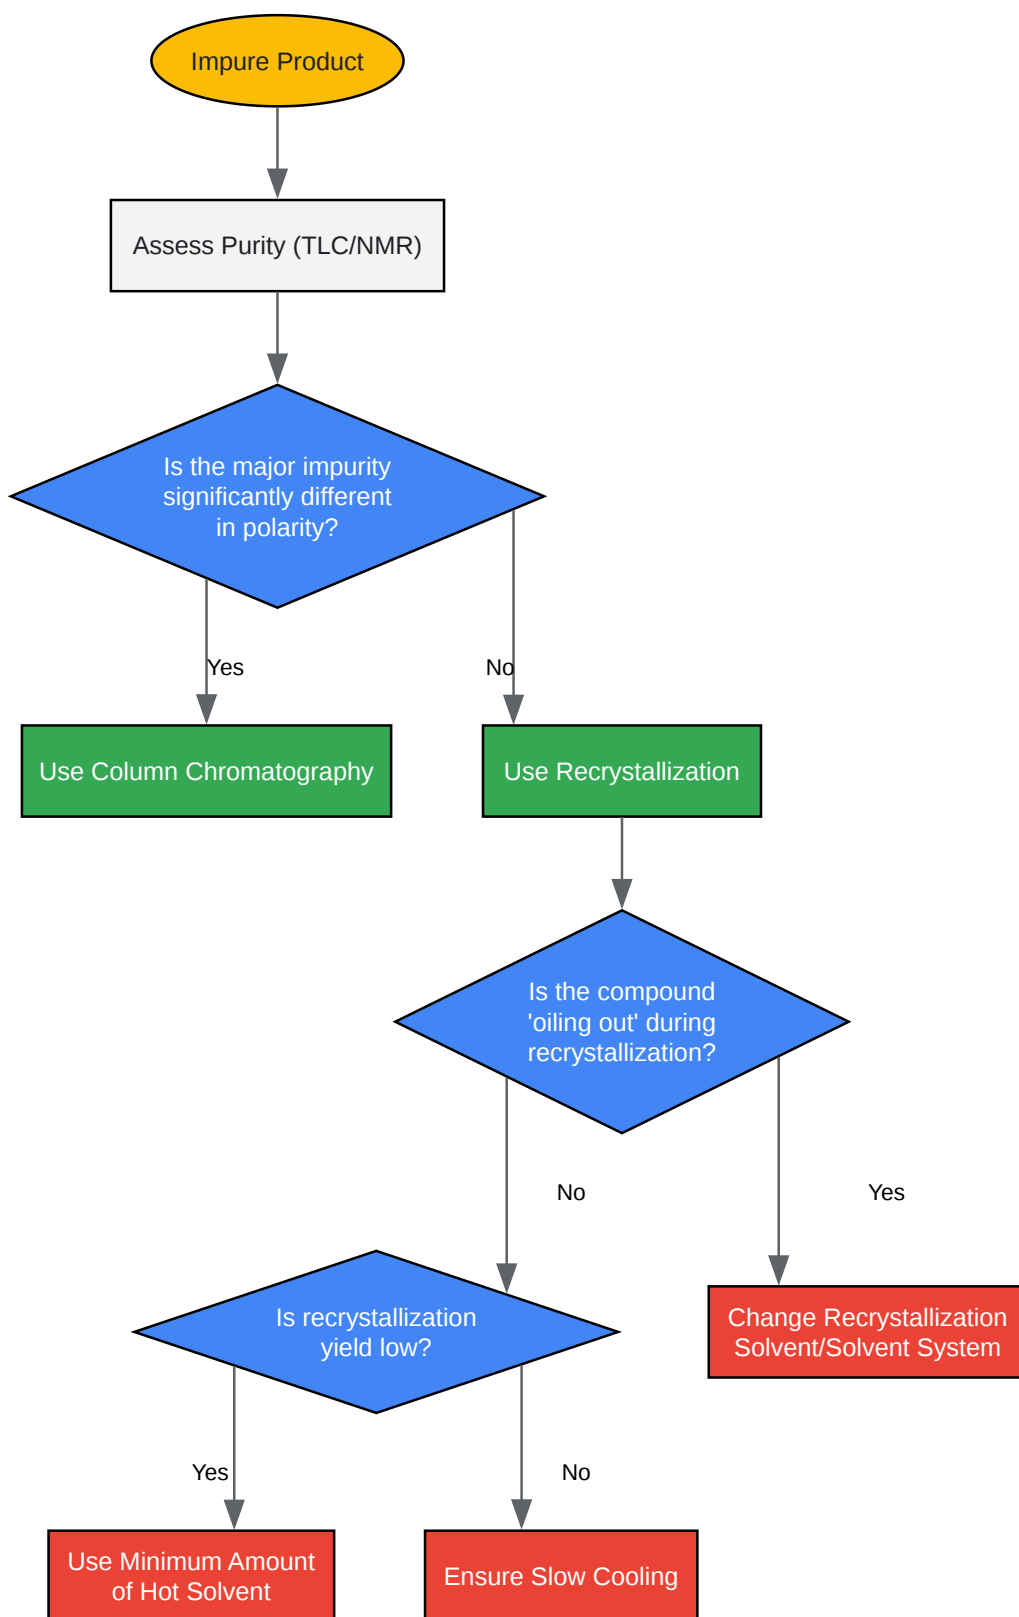 Impure Product
Assess Purity (TLC/NMR)
Is the major impurity
significantly different
in polarity?
Yes
No
Use Column Chromatography
Use Recrystallization
Is the compound
'oiling out' during
recrystallization?
No
Yes
Is recrystallization
yield low?
Change Recrystallization
Solvent/Solvent System
Yes
No
Use Minimum Amount
of Hot Solvent
Ensure Slow Cooling